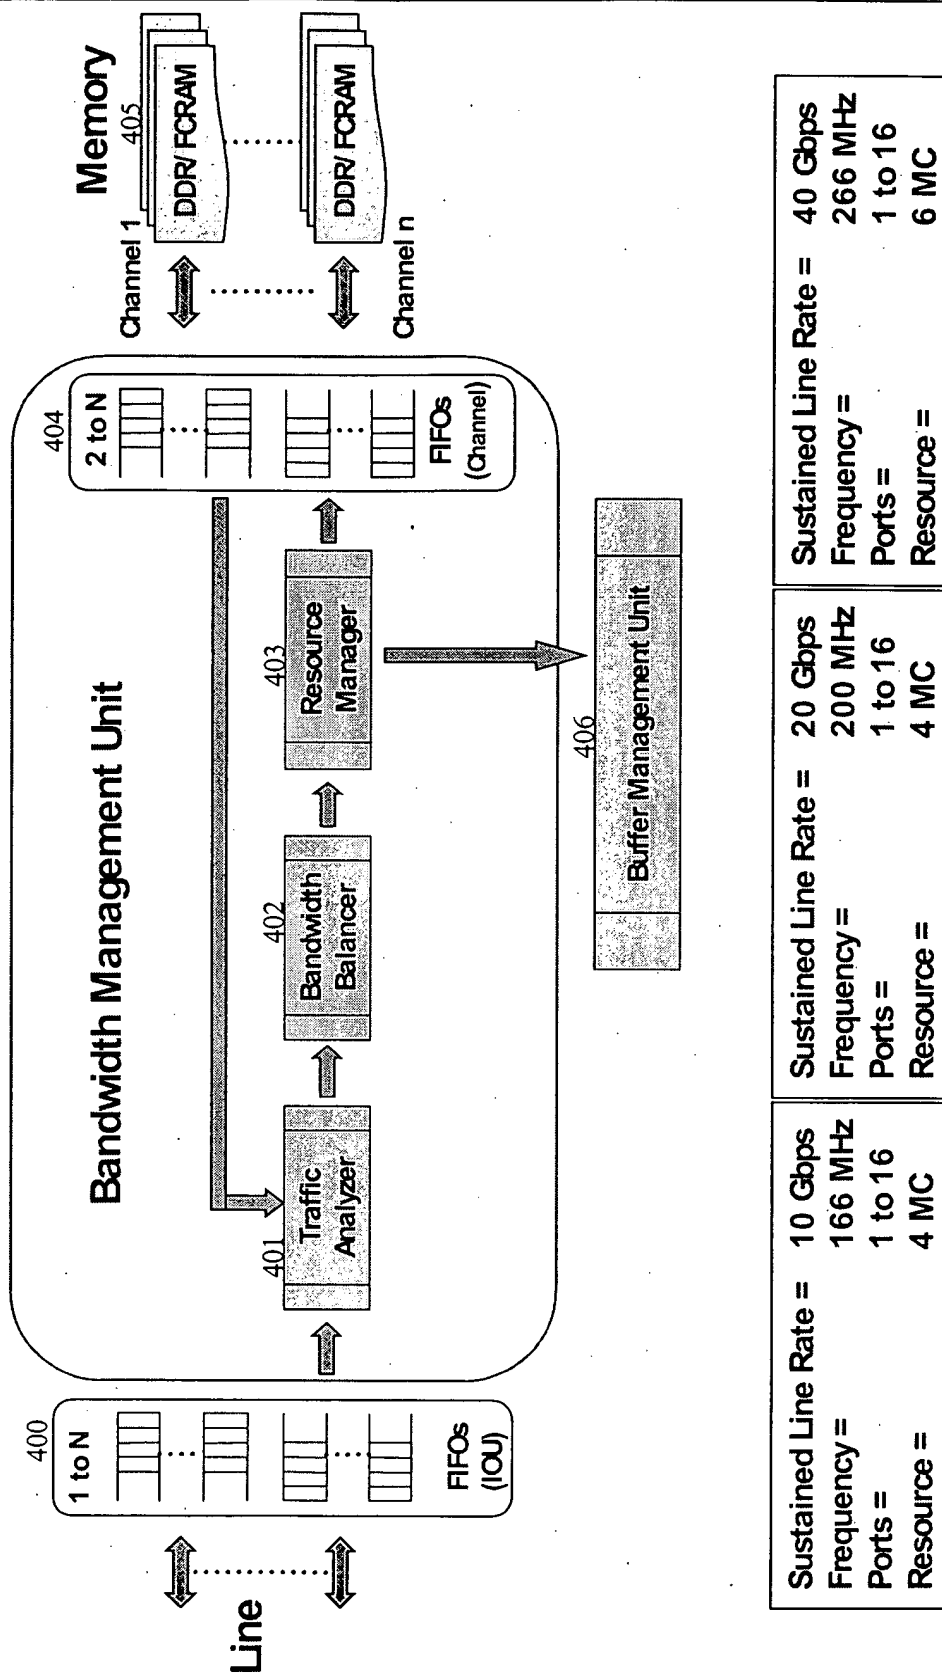 Bandwidth Management Unit
Line
400
1 to N
FIFOs
(IOU)
401
Traffic
Analyzer
402
Bandwidth
Balancer
403
Resource
Manager
404
2 to N
FIFOs
(Channel)
Memory
405
Channel 1
DDR/ FCRAM
DDR/ FCRAM
Channel n
406
Buffer Management Unit
Sustained Line Rate = 10 Gbps
Frequency = 166 MHz
Ports = 1 to 16
Resource = 4 MC
Sustained Line Rate = 20 Gbps
Frequency = 200 MHz
Ports = 1 to 16
Resource = 4 MC
Sustained Line Rate = 40 Gbps
Frequency = 266 MHz
Ports = 1 to 16
Resource = 6 MC